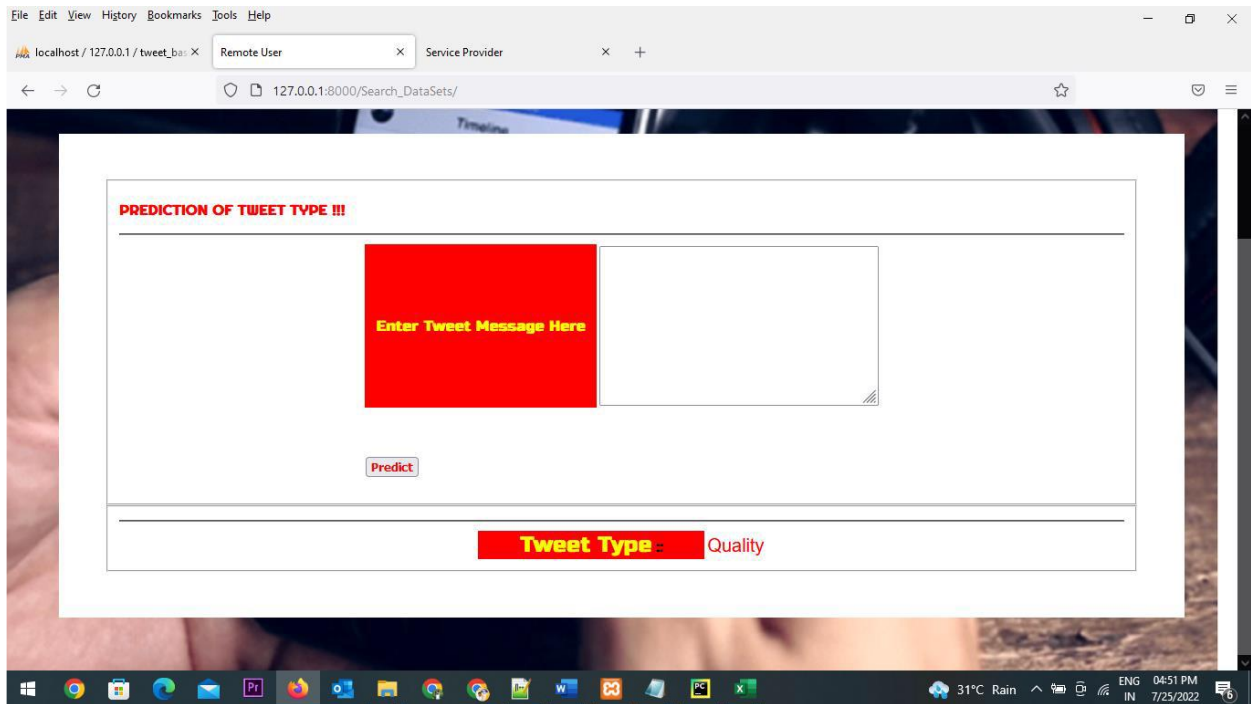 File Edit View History Bookmarks Tools Help
localhost / 127.0.0.1 / tweet_bas
Remote User
Service Provider
127.0.0.1:8000/Search_DataSets/
Timeline
PREDICTION OF TWEET TYPE !!!
Enter Tweet Message Here
Predict
Tweet Type :: Quality
31°C Rain
ENG
IN
04:51 PM
7/25/2022
6